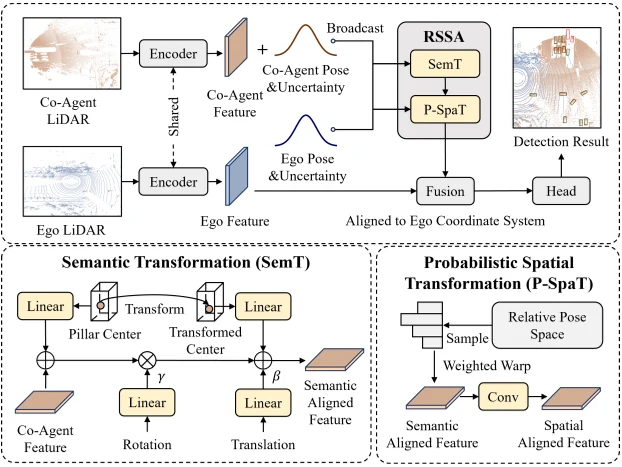 Broadcast
RSSA
Encoder
+
SemT
Co-Agent Pose
&Uncertainty
Co-Agent
LiDAR
Co-Agent
Feature
P-SpaT
Shared
Detection Result
Ego Pose
&Uncertainty
Encoder
Fusion
Head
Ego LiDAR
Ego Feature
Aligned to Ego Coordinate System
Semantic Transformation (SemT)
Linear
Transform
Linear
Pillar Center
Transformed
Center
γ
β
Linear
Linear
Semantic
Aligned
Feature
Co-Agent
Feature
Rotation
Translation
Probabilistic Spatial
Transformation (P-SpaT)
Relative Pose
Space
Sample
Weighted Warp
Conv
Semantic
Aligned Feature
Spatial
Aligned Feature